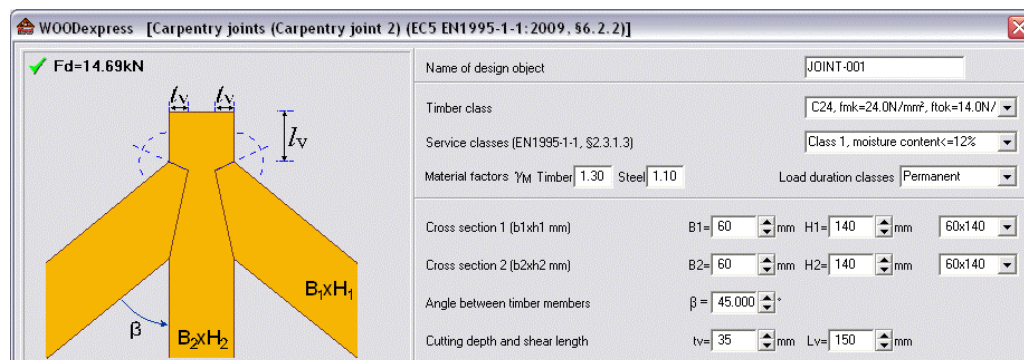 WOODexpress [Carpentry joints (Carpentry joint 2) (EC5 EN1995-1-1:2009, §6.2.2)]
Fd=14.69kN
lv lv
lv
B1xH1
β
B2xH2
Name of design object JOINT-001
Timber class C24, fmk=24.0N/mm², ftok=14.0N/
Service classes (EN1995-1-1, §2.3.1.3) Class 1, moisture content<=12%
Material factors γM Timber 1.30 Steel 1.10 Load duration classes Permanent
Cross section 1 (b1xh1 mm) B1= 60 mm H1= 140 mm 60x140
Cross section 2 (b2xh2 mm) B2= 60 mm H2= 140 mm 60x140
Angle between timber members β = 45.000 °
Cutting depth and shear length tv= 35 mm Lv= 150 mm